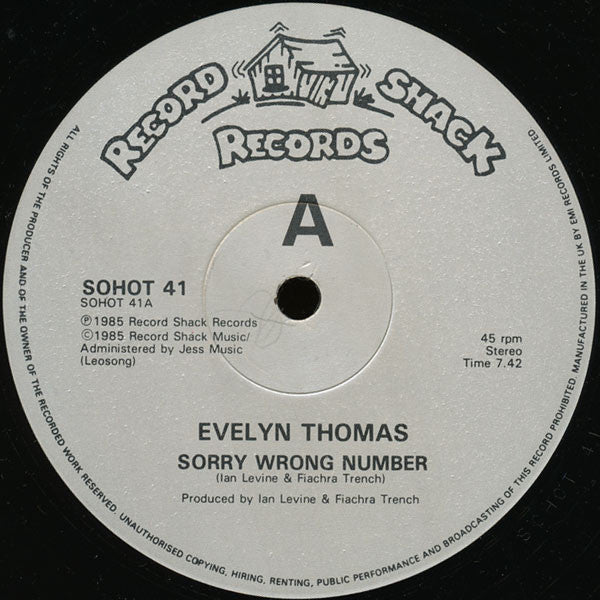 RECORD SHACK
RECORDS
A
SOHOT 41
SOHOT 41A
Ⓟ1985 Record Shack Records
©1985 Record Shack Music/
Administered by Jess Music
(Leosong)
45 rpm
Stereo
Time 7.42
EVELYN THOMAS
SORRY WRONG NUMBER
(Ian Levine & Fiachra Trench)
Produced by Ian Levine & Fiachra Trench
ALL RIGHTS OF THE PRODUCER AND OF THE OWNER OF THE RECORDED WORK RESERVED. UNAUTHORISED COPYING, HIRING, RENTING, PUBLIC PERFORMANCE AND BROADCASTING OF THIS RECORD PROHIBITED. MANUFACTURED IN THE UK BY EMI RECORDS LIMITED